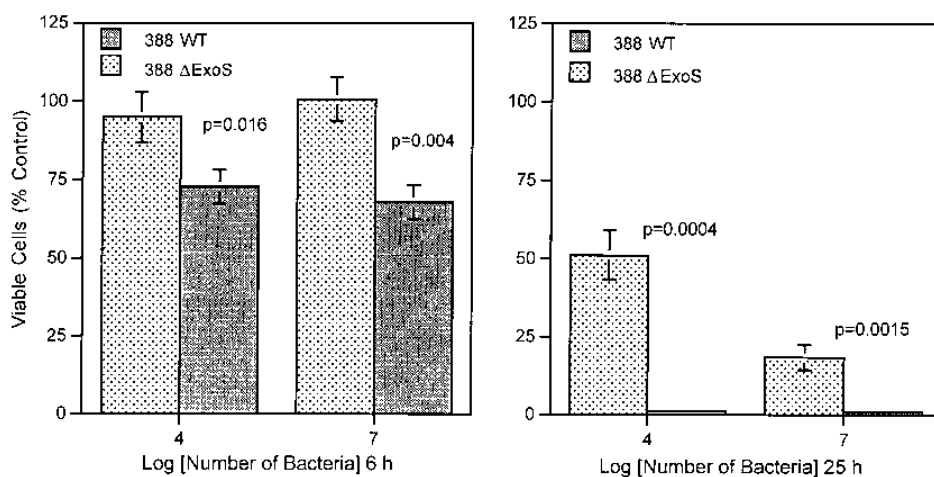 125
100
75
50
25
0
Viable Cells (% Control)
388 WT
388 ΔExoS
p=0.016
p=0.004
4
7
Log [Number of Bacteria] 6 h
125
100
75
50
25
0
388 WT
388 ΔExoS
p=0.0004
p=0.0015
4
7
Log [Number of Bacteria] 25 h